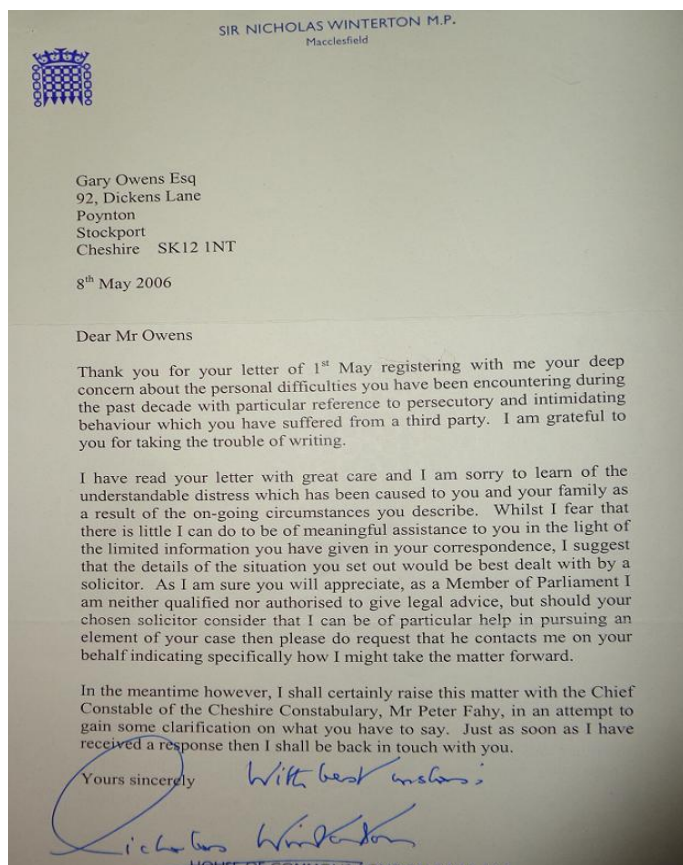 SIR NICHOLAS WINTERTON M.P.
Macclesfield
Gary Owens Esq
92, Dickens Lane
Poynton
Stockport
Cheshire SK12 1NT
8th May 2006
Dear Mr Owens
Thank you for your letter of 1st May registering with me your deep
concern about the personal difficulties you have been encountering during
the past decade with particular reference to persecutory and intimidating
behaviour which you have suffered from a third party. I am grateful to
you for taking the trouble of writing.
I have read your letter with great care and I am sorry to learn of the
understandable distress which has been caused to you and your family as
a result of the on-going circumstances you describe. Whilst I fear that
there is little I can do to be of meaningful assistance to you in the light of
the limited information you have given in your correspondence, I suggest
that the details of the situation you set out would be best dealt with by a
solicitor. As I am sure you will appreciate, as a Member of Parliament I
am neither qualified nor authorised to give legal advice, but should your
chosen solicitor consider that I can be of particular help in pursuing an
element of your case then please do request that he contacts me on your
behalf indicating specifically how I might take the matter forward.
In the meantime however, I shall certainly raise this matter with the Chief
Constable of the Cheshire Constabulary, Mr Peter Fahy, in an attempt to
gain some clarification on what you have to say. Just as soon as I have
received a response then I shall be back in touch with you.
Yours sincerely With best wishes:
Nicholas Winterton
HOUSE OF